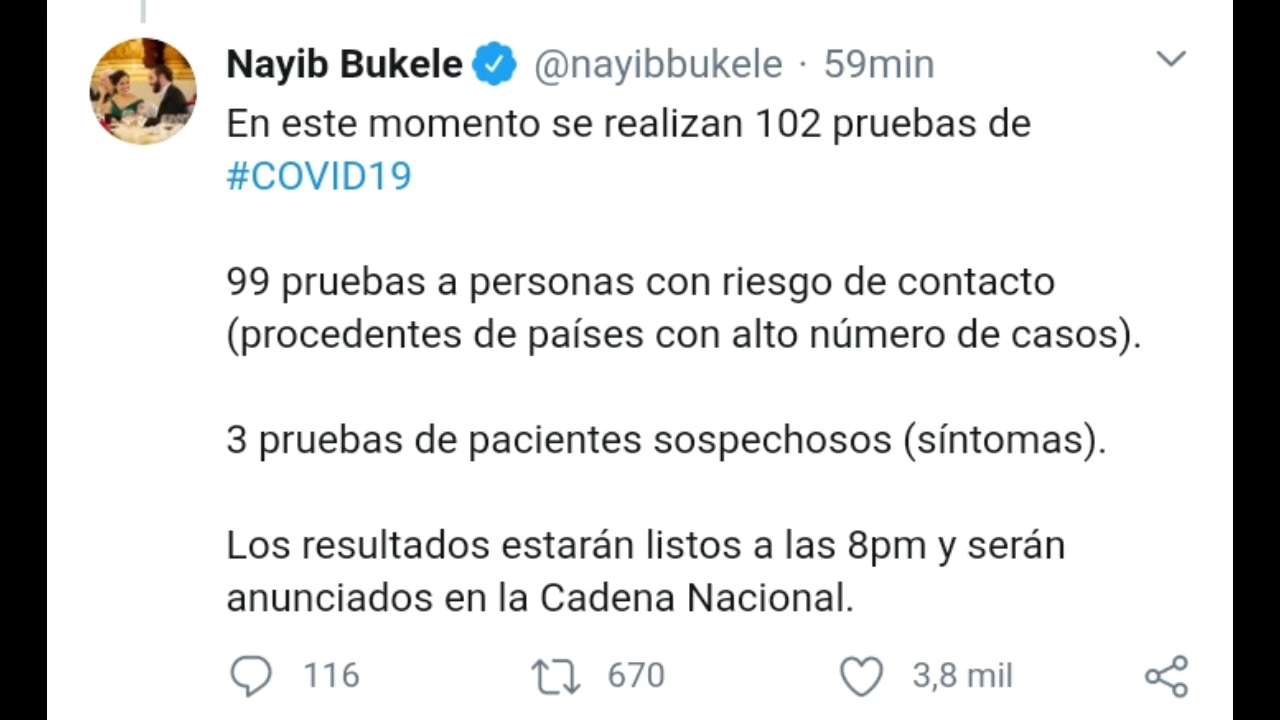 Nayib Bukele @nayibbukele · 59min
En este momento se realizan 102 pruebas de
#COVID19
99 pruebas a personas con riesgo de contacto
(procedentes de países con alto número de casos).
3 pruebas de pacientes sospechosos (síntomas).
Los resultados estarán listos a las 8pm y serán
anunciados en la Cadena Nacional.
116 670 3,8 mil